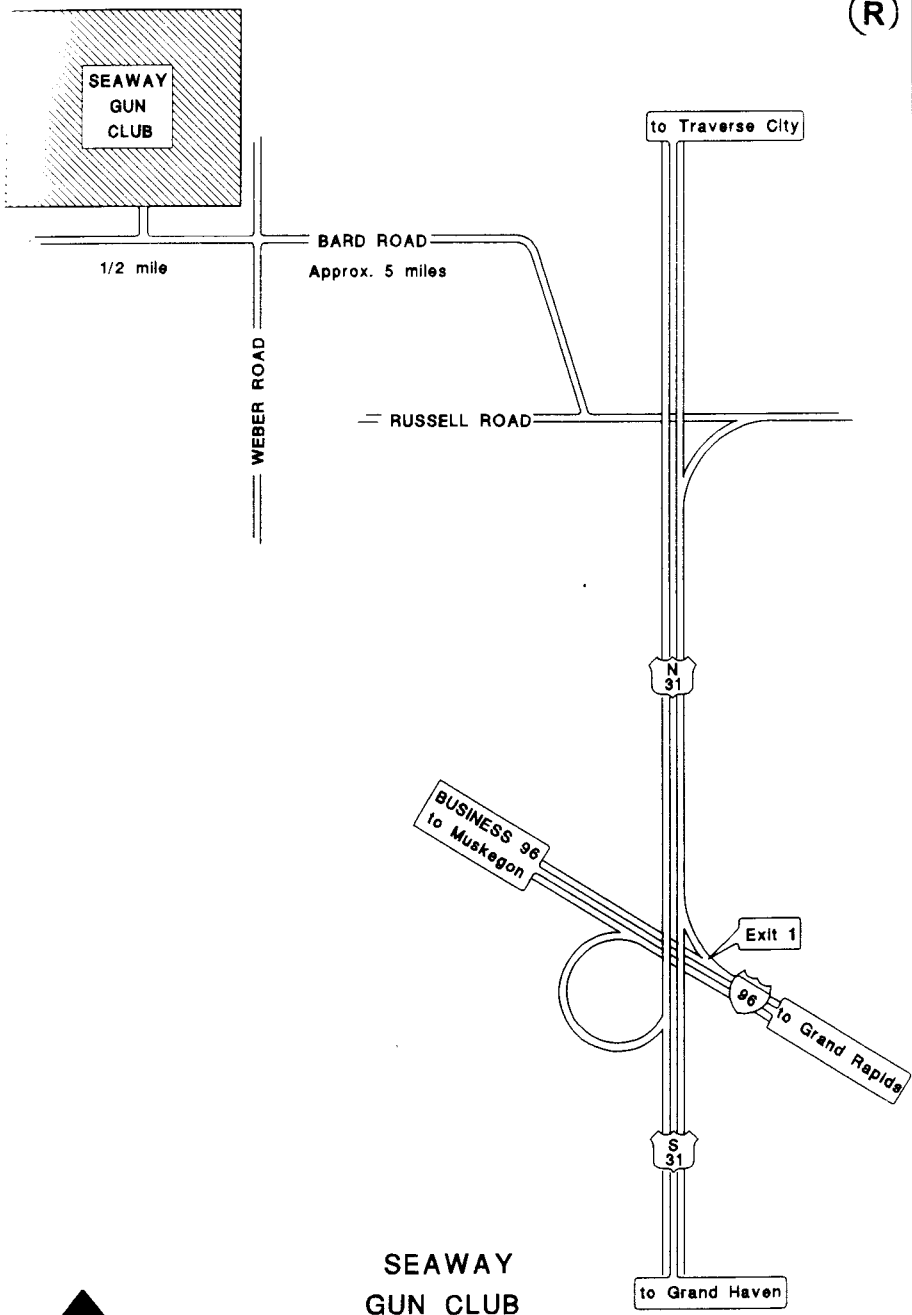 (R)
SEAWAY
GUN
CLUB
to Traverse City
BARD ROAD
1/2 mile
Approx. 5 miles
WEBER ROAD
RUSSELL ROAD
N
31
BUSINESS 96
to Muskegon
Exit 1
96
to Grand Rapids
S
31
SEAWAY
GUN CLUB
to Grand Haven